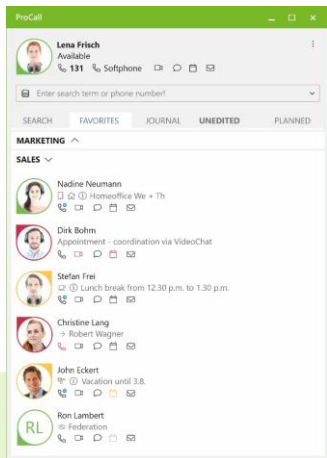 ProCall
Lena Frisch
Available
131 Softphone
Enter search term or phone number!
SEARCH FAVORITES JOURNAL UNEDITED PLANNED
MARKETING
SALES
Nadine Neumann
Homeoffice We + Th
Dirk Bohm
Appointment - coordination via VideoChat
Stefan Frei
Lunch break from 12.30 p.m. to 1.30 p.m.
Christine Lang
→ Robert Wagner
John Eckert
Vacation until 3.8.
RL
Ron Lambert
Federation